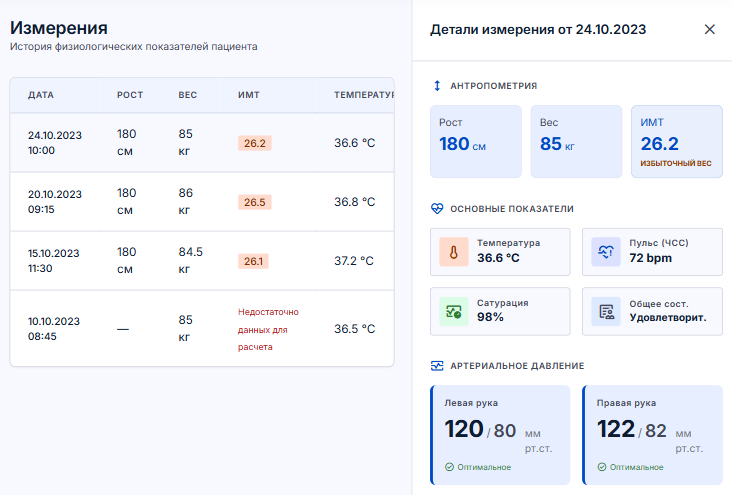 Измерения
История физиологических показателей пациента
ДАТА РОСТ ВЕС ИМТ ТЕМПЕРАТУР
24.10.2023 180 85 26.2 36.6 °C
10:00 см кг
20.10.2023 180 86 26.5 36.8 °C
09:15 см кг
15.10.2023 180 84.5 26.1 37.2 °C
11:30 см кг
10.10.2023 — 85 Недостаточно 36.5 °C
08:45 кг данных для
расчета
Детали измерения от 24.10.2023
АНТРОПОМЕТРИЯ
Рост Вес ИМТ
180 см 85 кг 26.2
ИЗБЫТОЧНЫЙ ВЕС
ОСНОВНЫЕ ПОКАЗАТЕЛИ
Температура Пульс (ЧСС)
36.6 °C 72 bpm
Сатурация Общее сост.
98% Удовлетворит.
АРТЕРИАЛЬНОЕ ДАВЛЕНИЕ
Левая рука Правая рука
120 / 80 мм 122 / 82 мм
рт.ст. рт.ст.
Оптимальное Оптимальное